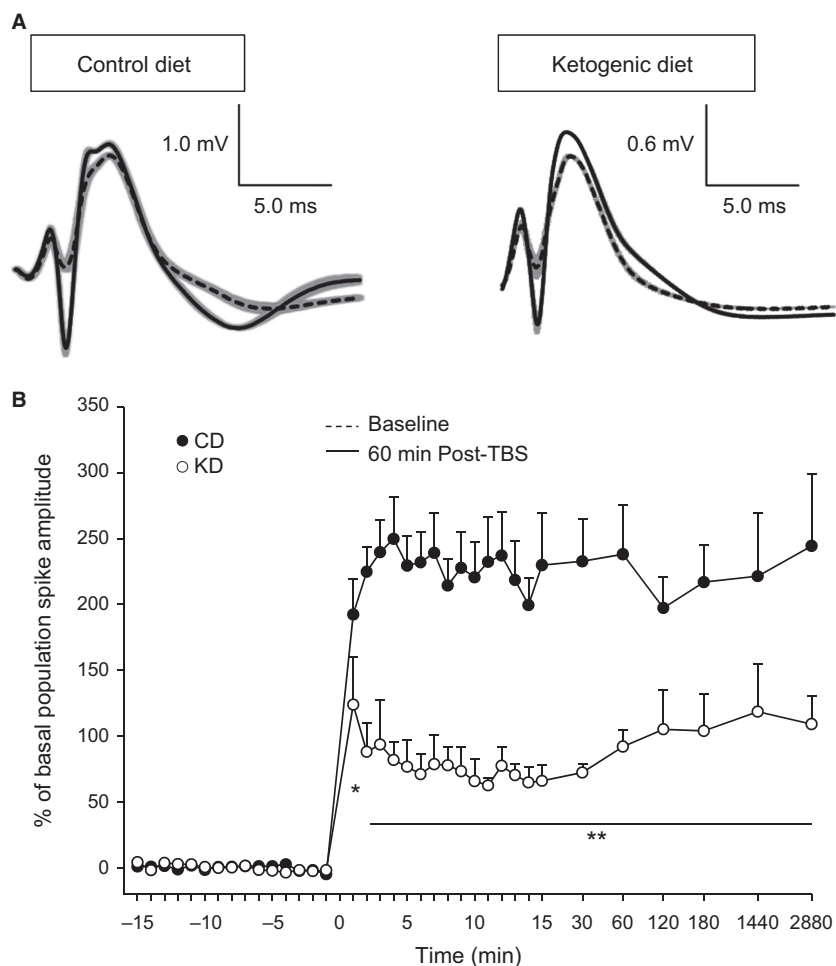 A
Control diet
Ketogenic diet
1.0 mV
5.0 ms
0.6 mV
5.0 ms
B
350
300
250
200
150
100
50
0
% of basal population spike amplitude
CD
KD
Baseline
60 min Post-TBS
*
**
–15 –10 –5 0 5 10 15 30 60 120 180 1440 2880
Time (min)